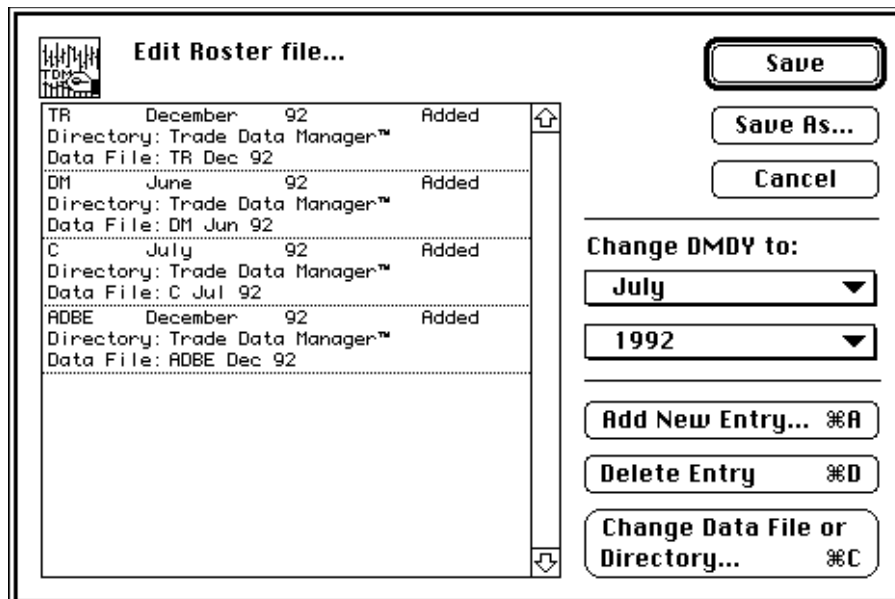 TDM
Edit Roster file...
TR December 92 Added
Directory: Trade Data Manager™
Data File: TR Dec 92
DM June 92 Added
Directory: Trade Data Manager™
Data File: DM Jun 92
C July 92 Added
Directory: Trade Data Manager™
Data File: C Jul 92
ADBE December 92 Added
Directory: Trade Data Manager™
Data File: ADBE Dec 92
Save
Save As...
Cancel
Change DMDY to:
July
1992
Add New Entry... ⌘A
Delete Entry ⌘D
Change Data File or
Directory... ⌘C